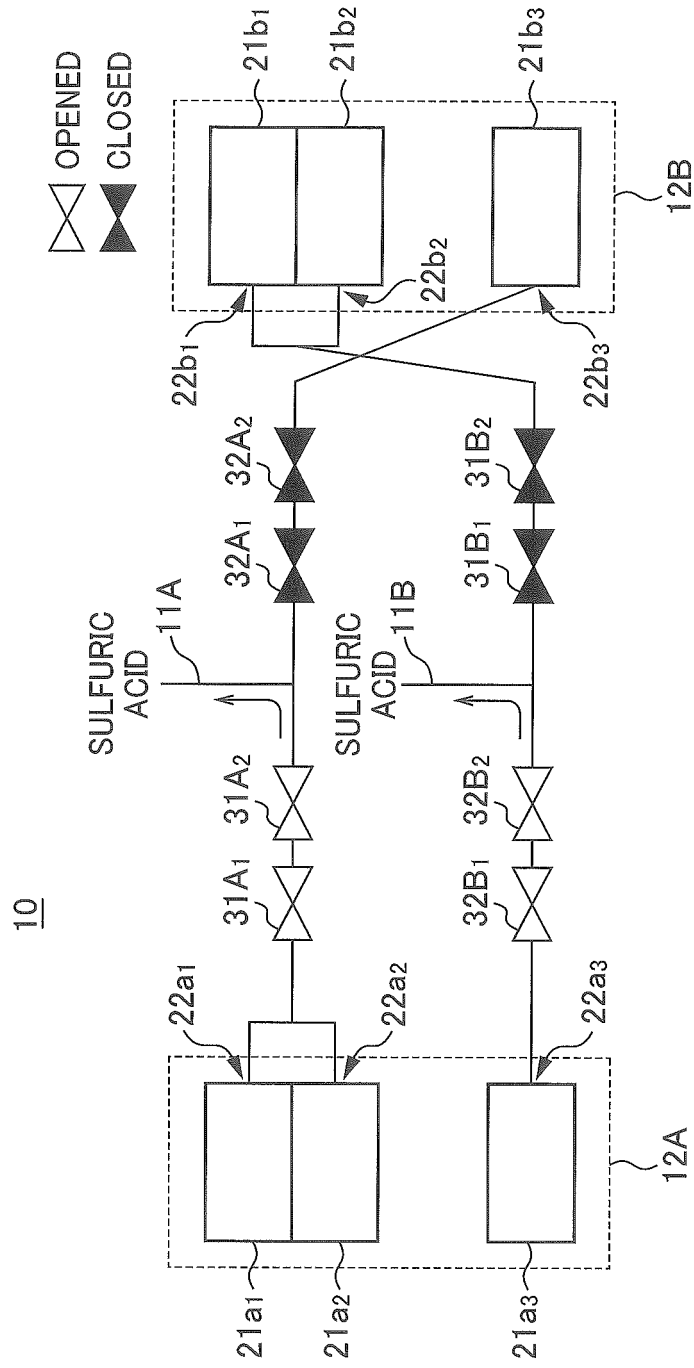 10
OPENED
CLOSED
SULFURIC
ACID
11A
SULFURIC
ACID
11B
31A1
31A2
32A1
32A2
32B1
32B2
31B1
31B2
22a1
22a2
22a3
21a1
21a2
21a3
12A
22b1
22b2
22b3
21b1
21b2
21b3
12B